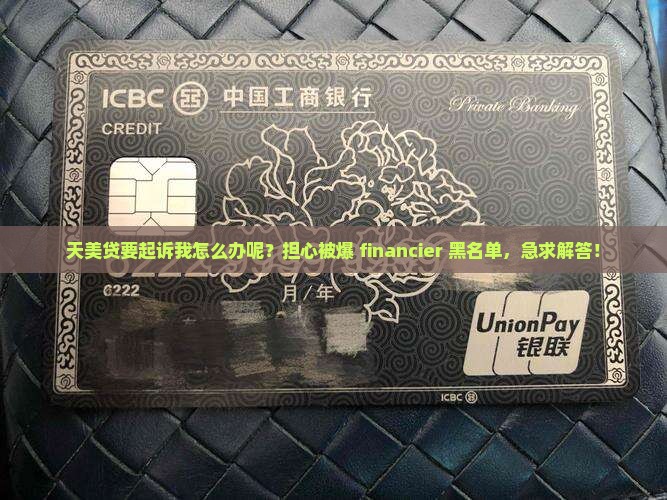 ICBC 中国工商银行
Private Banking
CREDIT
天美贷要起诉我怎么办呢？担心被爆 financier 黑名单，急求解答！
6222
月/年
UnionPay
银联
ICBC